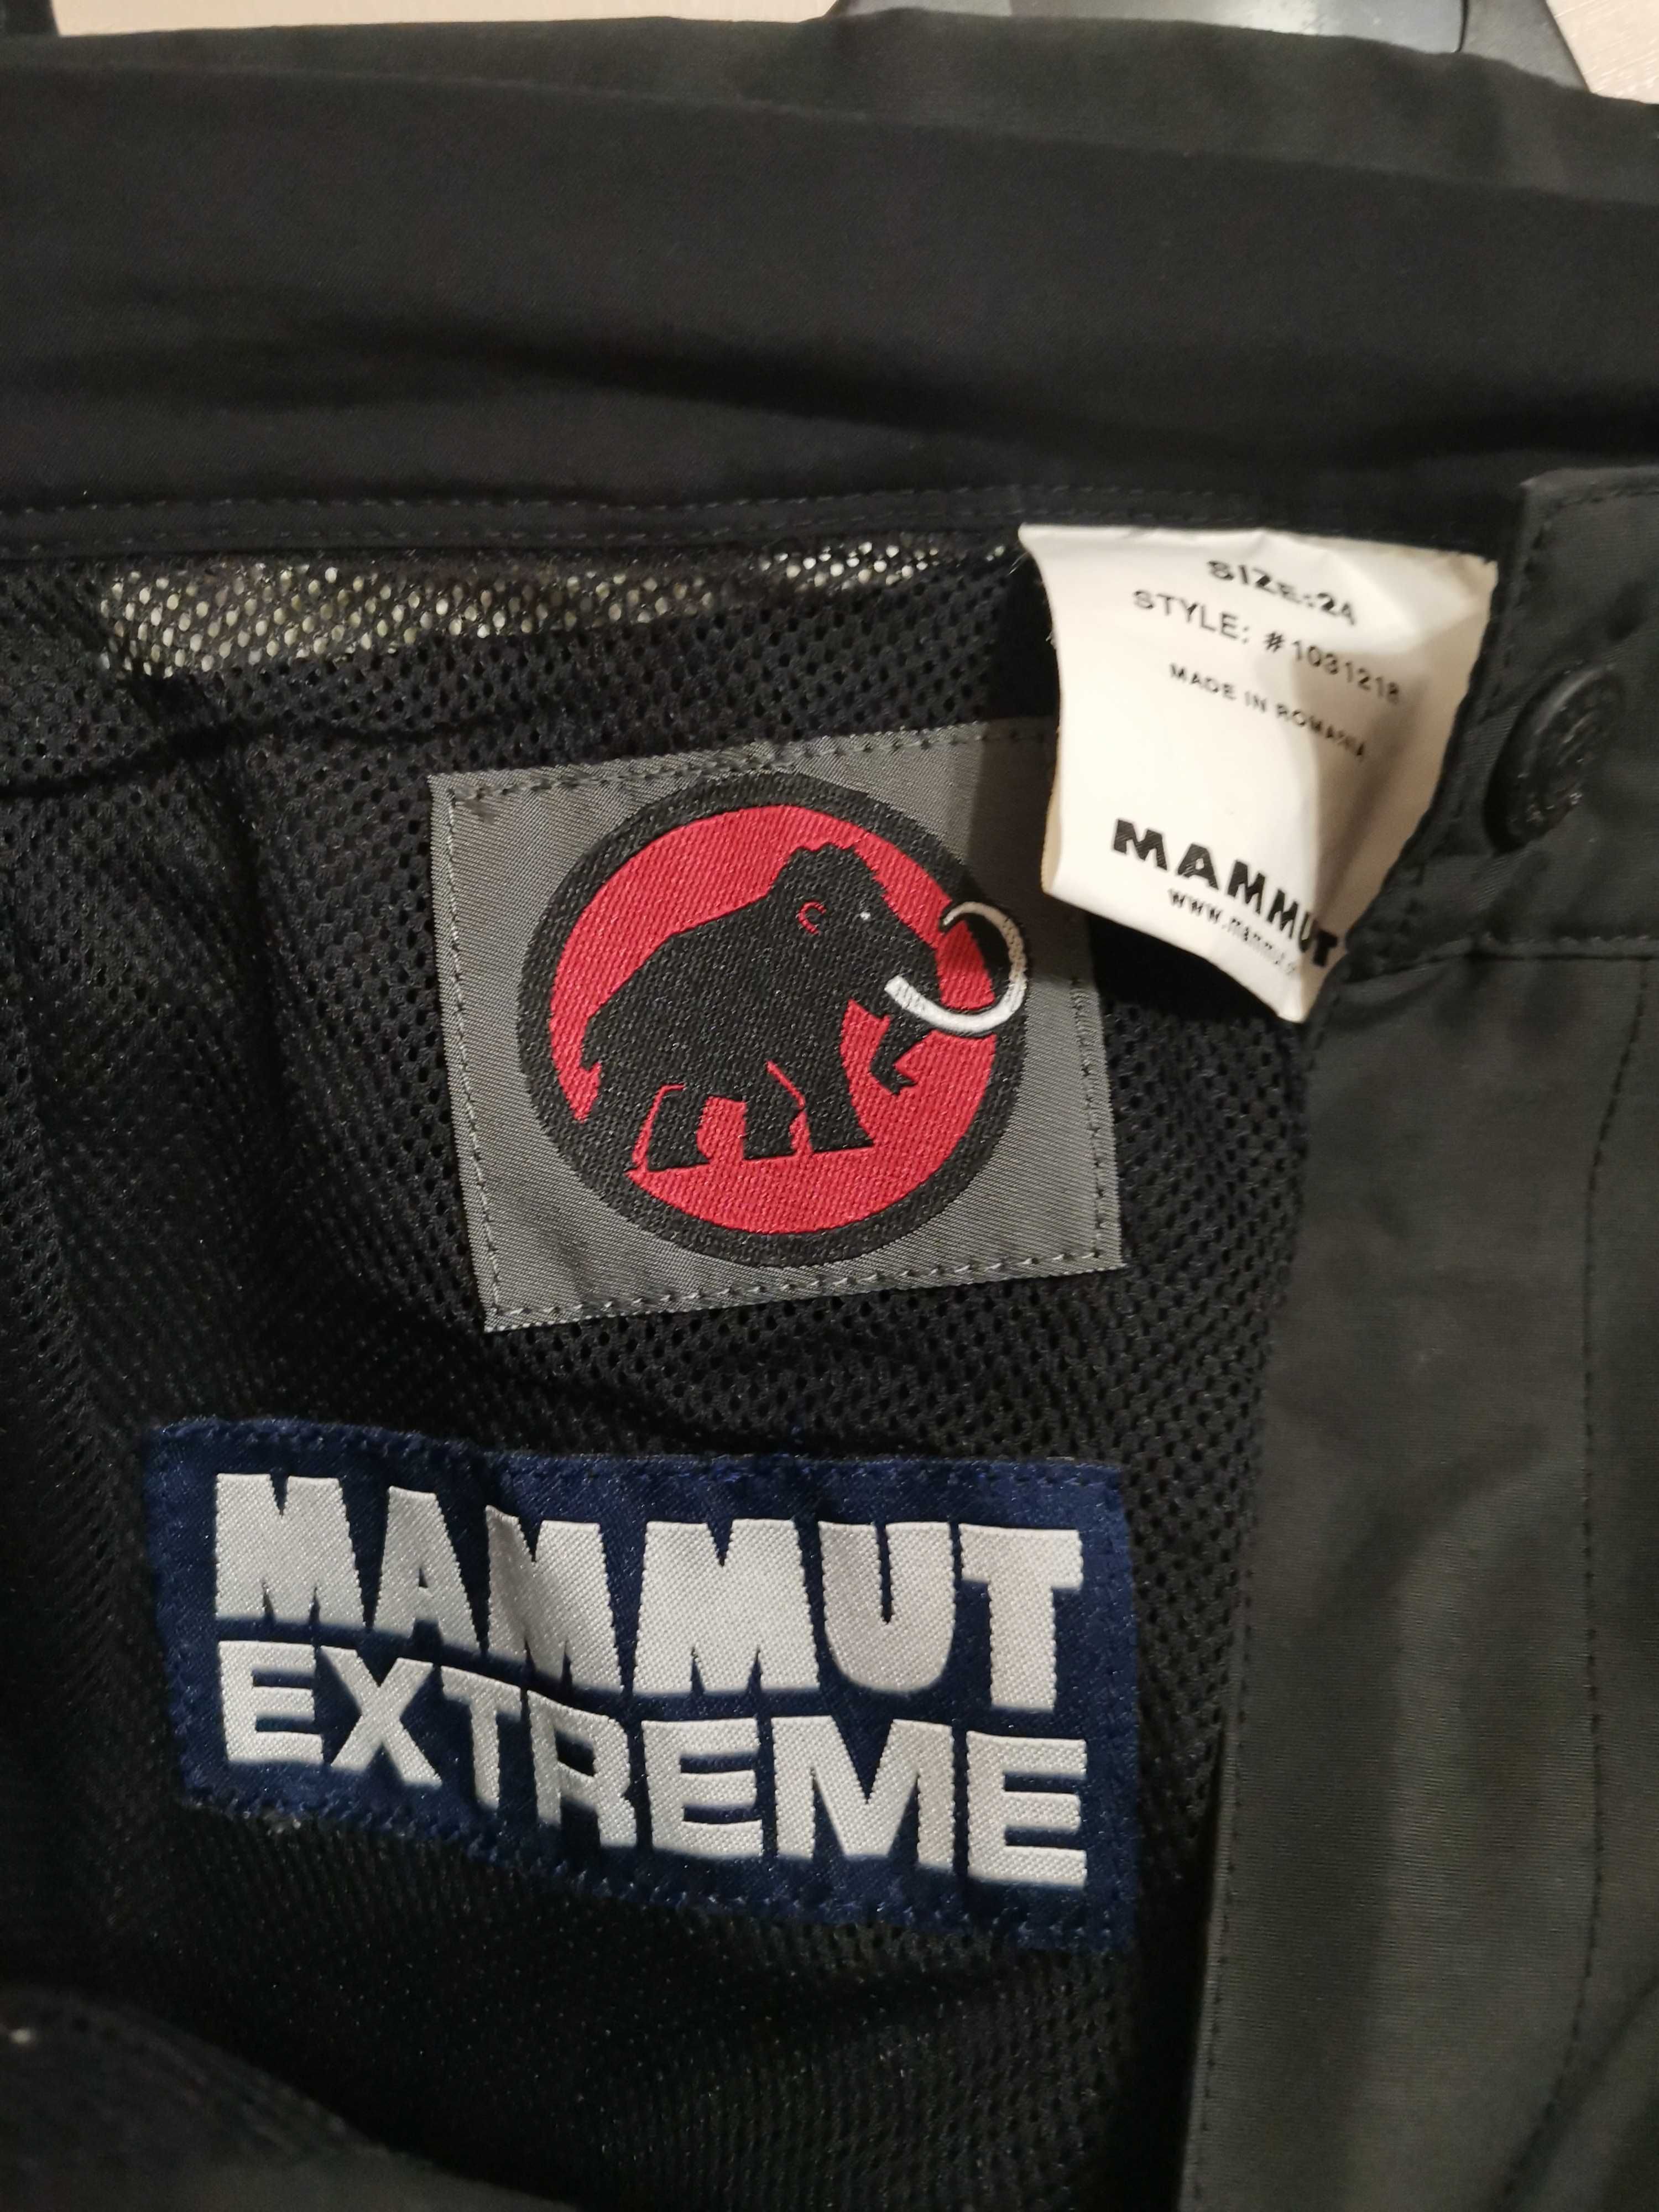 SIZE:24
STYLE: #1031218
MADE IN ROMANIA
MAMMUT
MAMMUT
EXTREME